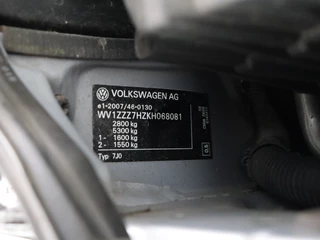 VOLKSWAGEN AG
e1*2007/46*0130
WV1ZZZ7HZKH068081
2800 kg
5300 kg
1- 1600 kg
2- 1550 kg
Typ 7J0